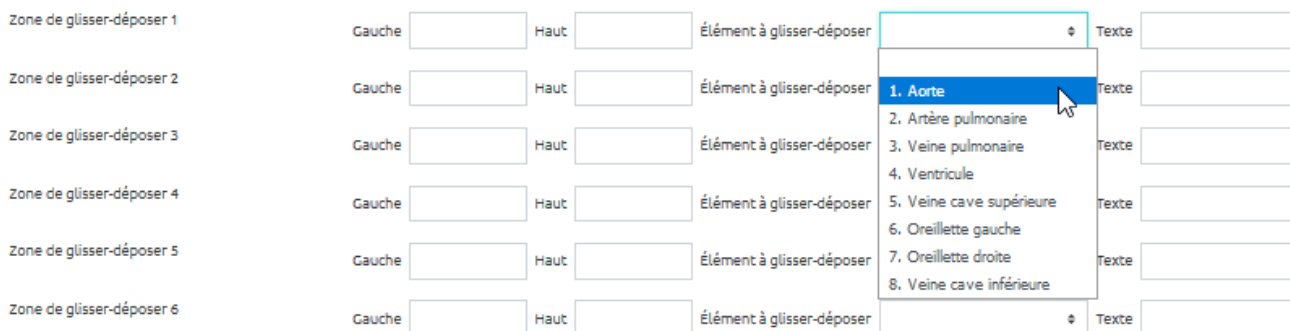 Zone de glisser-déposer 1 Gauche Haut Élément à glisser-déposer Texte
Zone de glisser-déposer 2 Gauche Haut Élément à glisser-déposer Texte
1. Aorte
2. Artère pulmonaire
Zone de glisser-déposer 3 Gauche Haut Élément à glisser-déposer Texte
3. Veine pulmonaire
4. Ventricule
Zone de glisser-déposer 4 Gauche Haut Élément à glisser-déposer Texte
5. Veine cave supérieure
6. Oreillette gauche
Zone de glisser-déposer 5 Gauche Haut Élément à glisser-déposer Texte
7. Oreillette droite
8. Veine cave inférieure
Zone de glisser-déposer 6 Gauche Haut Élément à glisser-déposer Texte